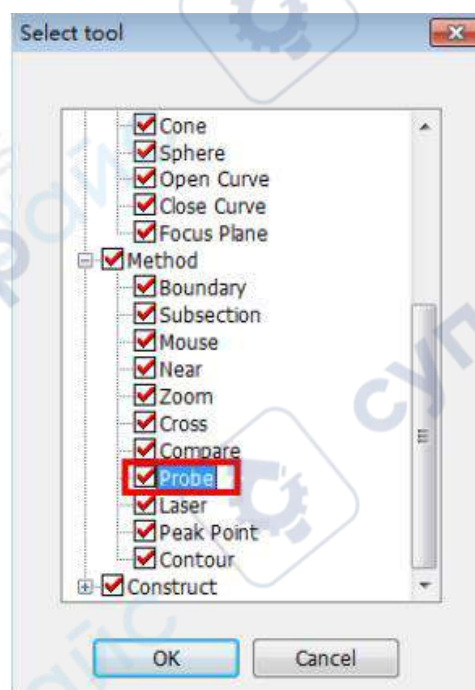 Select tool
Cone
Sphere
Open Curve
Close Curve
Focus Plane
Method
Boundary
Subsection
Mouse
Near
Zoom
Cross
Compare
Probe
Laser
Peak Point
Contour
Construct
OK
Cancel